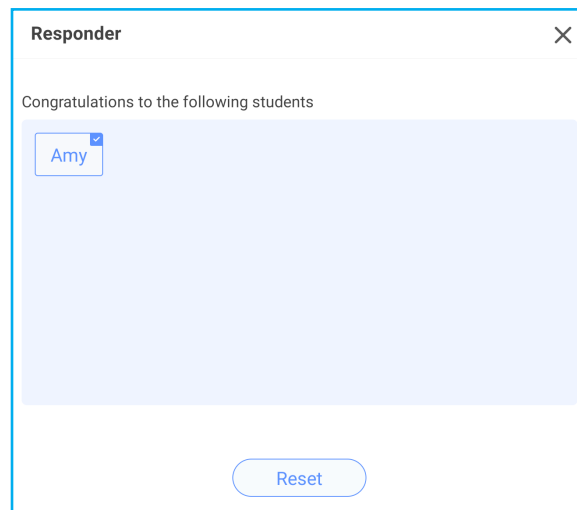 Responder
Congratulations to the following students
Amy
Reset